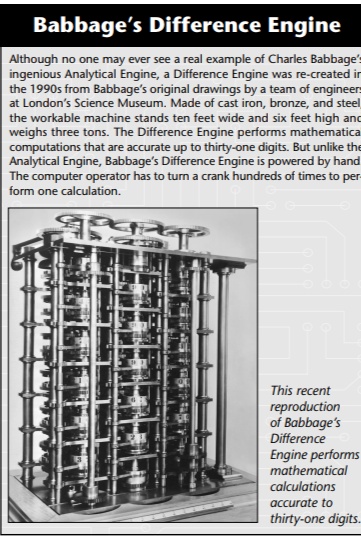 Babbage's Difference Engine
Although no one may ever see a real example of Charles Babbage's
ingenious Analytical Engine, a Difference Engine was re-created in
the 1990s from Babbage's original drawings by a team of engineers
at London's Science Museum. Made of cast iron, bronze, and steel,
the workable machine stands ten feet wide and six feet high and
weighs three tons. The Difference Engine performs mathematical
computations that are accurate up to thirty-one digits. But unlike the
Analytical Engine, Babbage's Difference Engine is powered by hand.
The computer operator has to turn a crank hundreds of times to per-
form one calculation.
This recent
reproduction
of Babbage's
Difference
Engine performs
mathematical
calculations
accurate to
thirty-one digits.